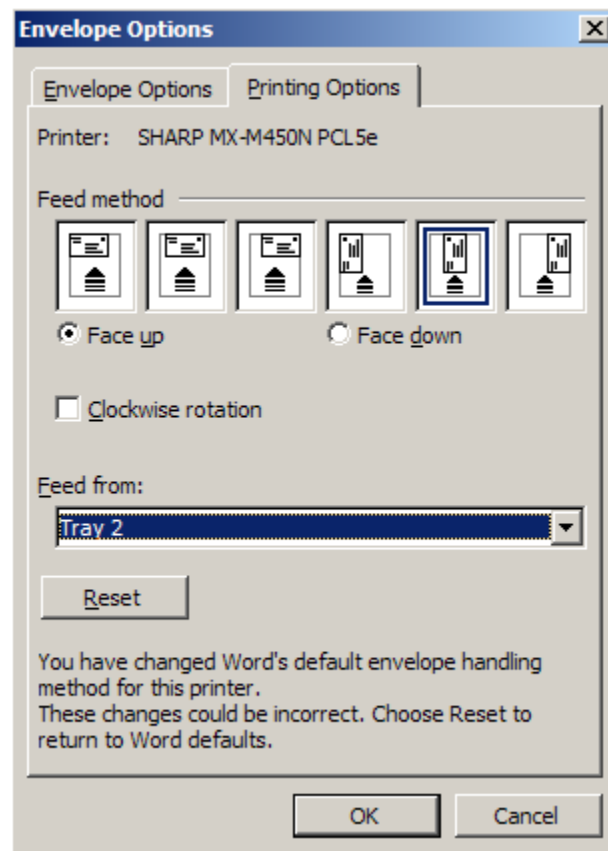 Envelope Options
Envelope Options Printing Options
Printer: SHARP MX-M450N PCL5e
Feed method
Face up Face down
Clockwise rotation
Feed from:
Tray 2
Reset
You have changed Word's default envelope handling
method for this printer.
These changes could be incorrect. Choose Reset to
return to Word defaults.
OK Cancel